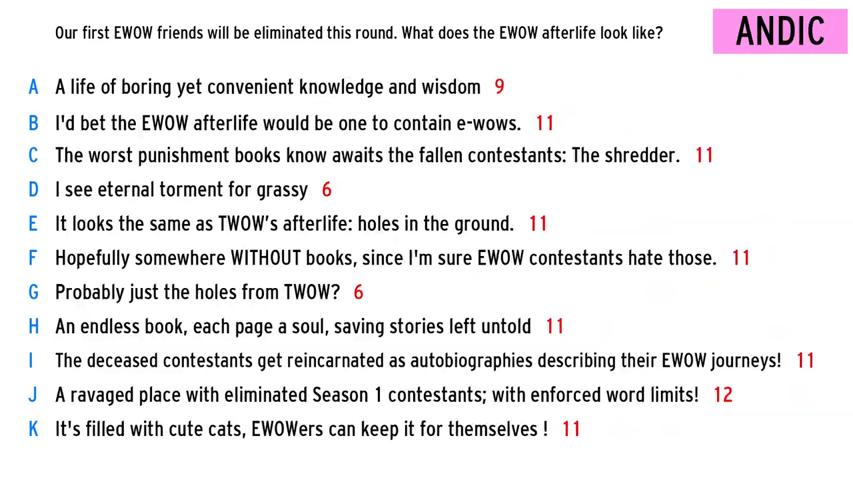 Our first EWOW friends will be eliminated this round. What does the EWOW afterlife look like?
ANDIC
A A life of boring yet convenient knowledge and wisdom 9
B I'd bet the EWOW afterlife would be one to contain e-wows. 11
C The worst punishment books know awaits the fallen contestants: The shredder. 11
D I see eternal torment for grassy 6
E It looks the same as TWOW’s afterlife: holes in the ground. 11
F Hopefully somewhere WITHOUT books, since I'm sure EWOW contestants hate those. 11
G Probably just the holes from TWOW? 6
H An endless book, each page a soul, saving stories left untold 11
I The deceased contestants get reincarnated as autobiographies describing their EWOW journeys! 11
J A ravaged place with eliminated Season 1 contestants; with enforced word limits! 12
K It's filled with cute cats, EWOWers can keep it for themselves ! 11